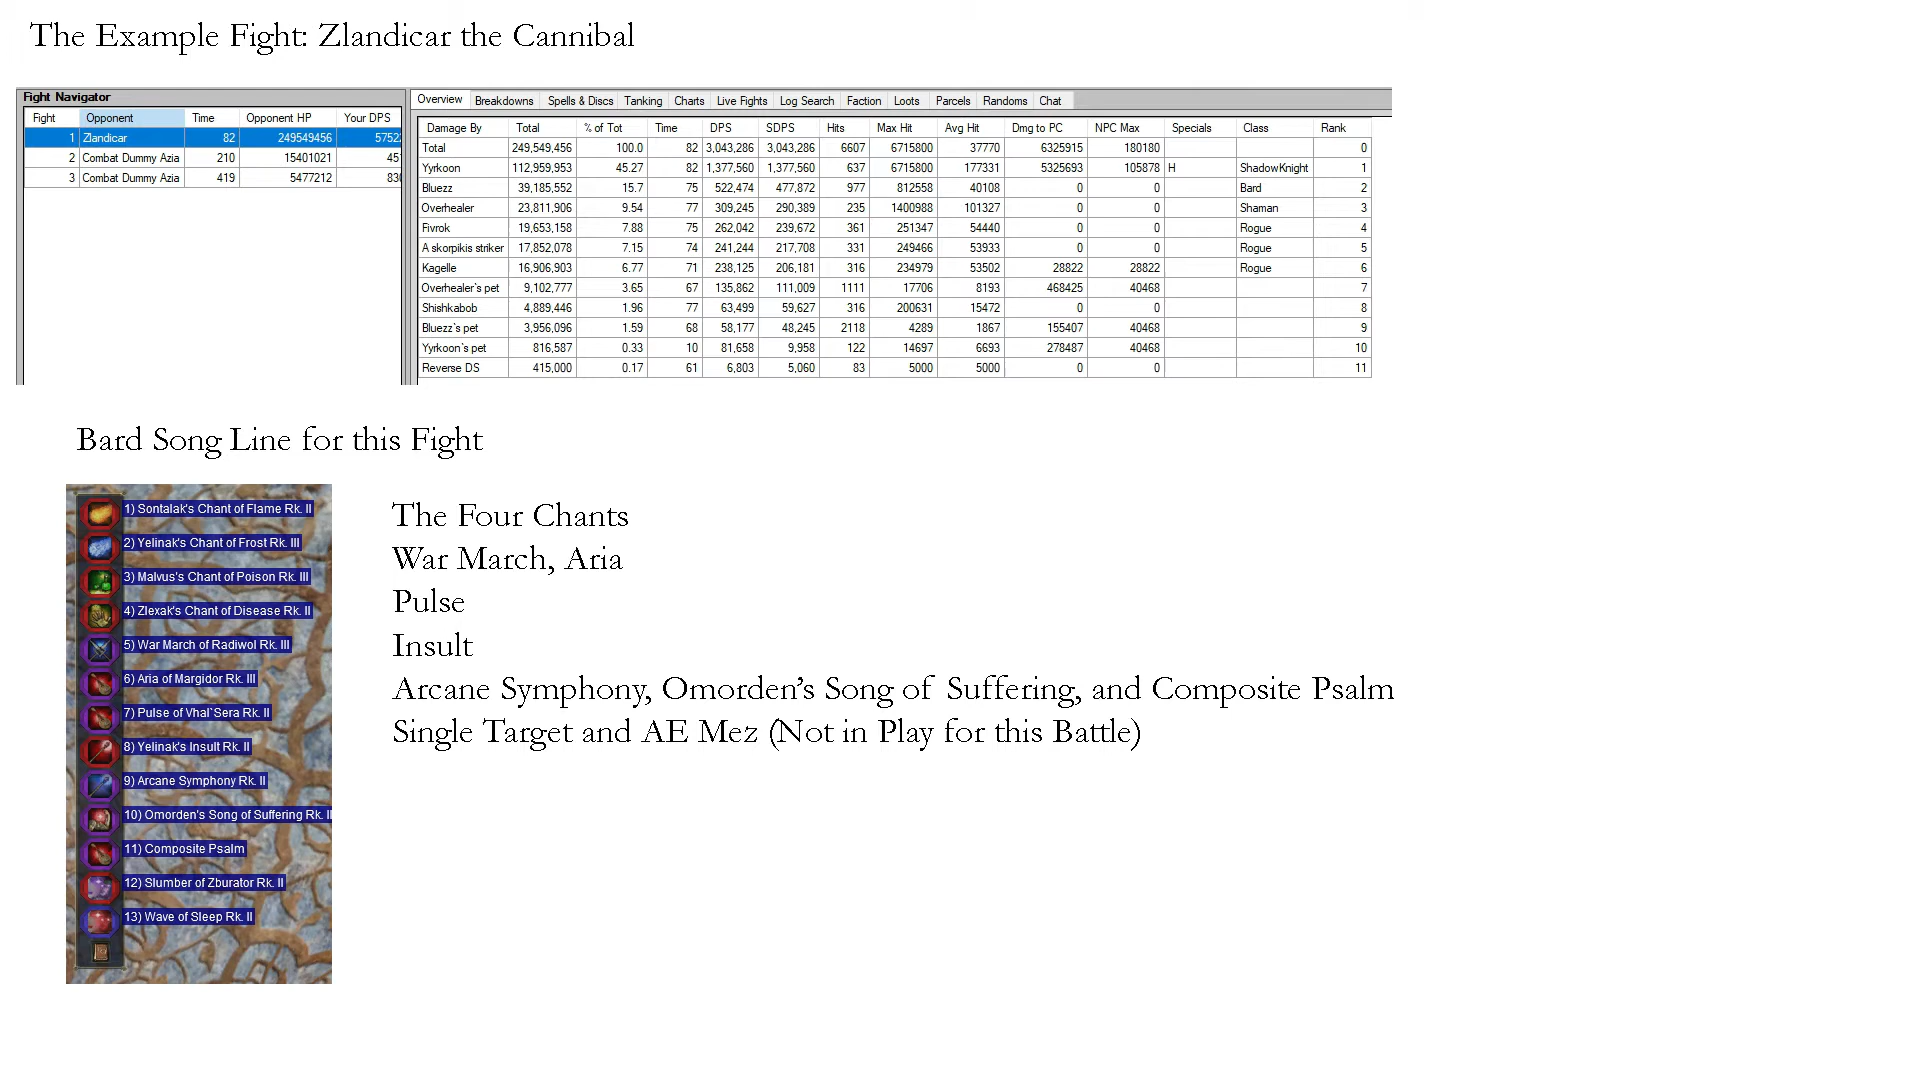 The Example Fight: Zlandicar the Cannibal
Fight Navigator
Fight Opponent Time Opponent HP Your DPS
1 Zlandicar 82 249549456
2 Combat Dummy Azia 210 15401021
3 Combat Dummy Azia 419 5477212
Overview Breakdowns Spells & Discs Tanking Charts Live Fights Log Search Faction Loots Parcels Randoms Chat
Damage By Total % of Tot Time DPS SDPS Hits Max Hit Avg Hit Dmg to PC NPC Max Specials Class Rank
Total 249,549,456 100.0 82 3,043,286 3,043,286 6607 6715800 37770 6325915 180180 0
Yyrkoon 112,959,953 45.27 82 1,377,560 1,377,560 637 6715800 177331 5325693 105878 H ShadowKnight 1
Bluezz 39,185,552 15.7 75 522,474 477,872 977 812558 40108 0 0 Bard 2
Overhealer 23,811,906 9.54 77 309,245 290,389 235 1400988 101327 0 0 Shaman 3
Fivrok 19,653,158 7.88 75 262,042 239,672 361 251347 54440 0 0 Rogue 4
A skorpikis striker 17,852,078 7.15 74 241,244 217,708 331 249466 53933 0 0 Rogue 5
Kagelle 16,906,903 6.77 71 238,125 206,181 316 234979 53502 28822 28822 Rogue 6
Overhealer`s pet 9,102,777 3.65 67 135,862 111,009 1111 17706 8193 468425 40468 7
Shishkabob 4,889,446 1.96 77 63,499 59,627 316 200631 15472 0 0 8
Bluezz`s pet 3,956,096 1.59 68 58,177 48,245 2118 4289 1867 155407 40468 9
Yyrkoon`s pet 816,587 0.33 10 81,658 9,958 122 14697 6693 278487 40468 10
Reverse DS 415,000 0.17 61 6,803 5,060 83 5000 5000 0 0 11
Bard Song Line for this Fight
1) Sontalak's Chant of Flame Rk. II
2) Yelinak's Chant of Frost Rk. III
3) Malvus's Chant of Poison Rk. III
4) Zlexak's Chant of Disease Rk. II
5) War March of Radiwol Rk. III
6) Aria of Margidor Rk. III
7) Pulse of Vhal`Sera Rk. II
8) Yelinak's Insult Rk. II
9) Arcane Symphony Rk. II
10) Omorden's Song of Suffering Rk. II
11) Composite Psalm
12) Slumber of Zburator Rk. II
13) Wave of Sleep Rk. II
The Four Chants
War March, Aria
Pulse
Insult
Arcane Symphony, Omorden’s Song of Suffering, and Composite Psalm
Single Target and AE Mez (Not in Play for this Battle)